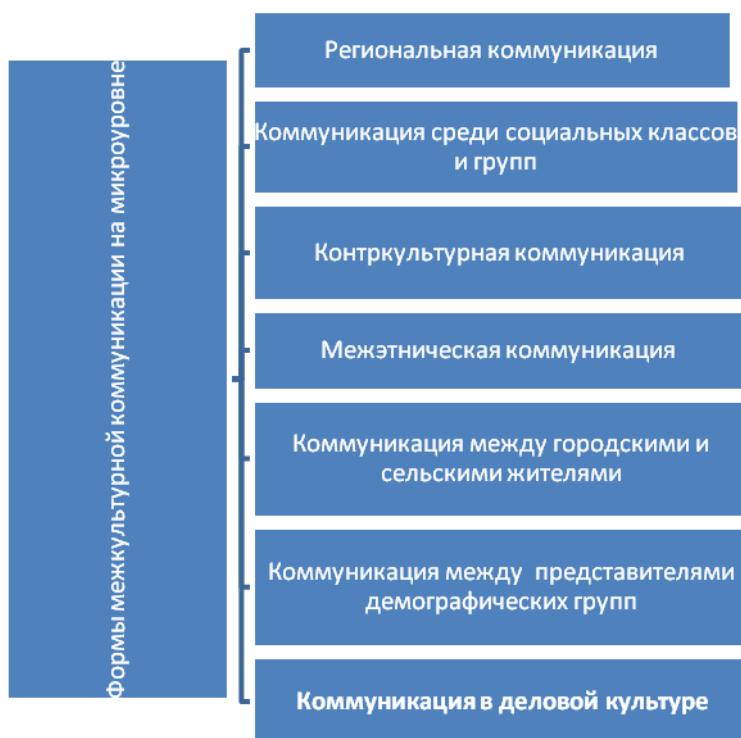 Формы межкультурной коммуникации на микроуровне
Региональная коммуникация
Коммуникация среди социальных классов
и групп
Контркультурная коммуникация
Межэтническая коммуникация
Коммуникация между городскими и
сельскими жителями
Коммуникация между представителями
демографических групп
Коммуникация в деловой культуре